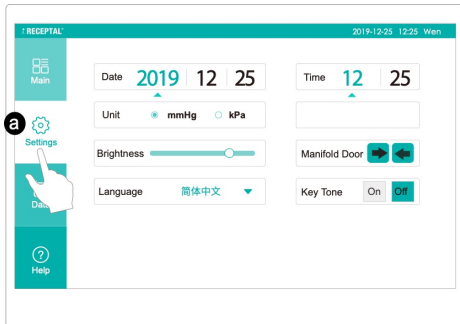 RECEPTAL' 2019-12-25 12:25 Wen
Main
a
Settings
Data
Help
Date 2019 12 25
Time 12 25
Unit mmHg kPa
Brightness
Manifold Door
Language 简体中文
Key Tone On Off